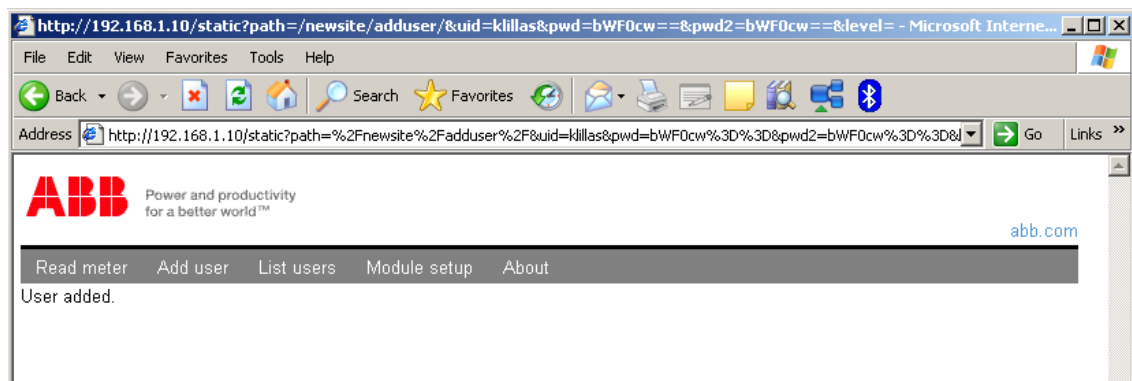 http://192.168.1.10/static?path=/newsite/adduser/&uid=klillas&pwd=bWF0cw==&pwd2=bWF0cw==&level= - Microsoft Interne...
File Edit View Favorites Tools Help
Back Search Favorites
Address http://192.168.1.10/static?path=%2Fnewsite%2Fadduser%2F&uid=klillas&pwd=bWF0cw%3D%3D&pwd2=bWF0cw%3D%3D& Go Links »
ABB Power and productivity
for a better world™
abb.com
Read meter Add user List users Module setup About
User added.